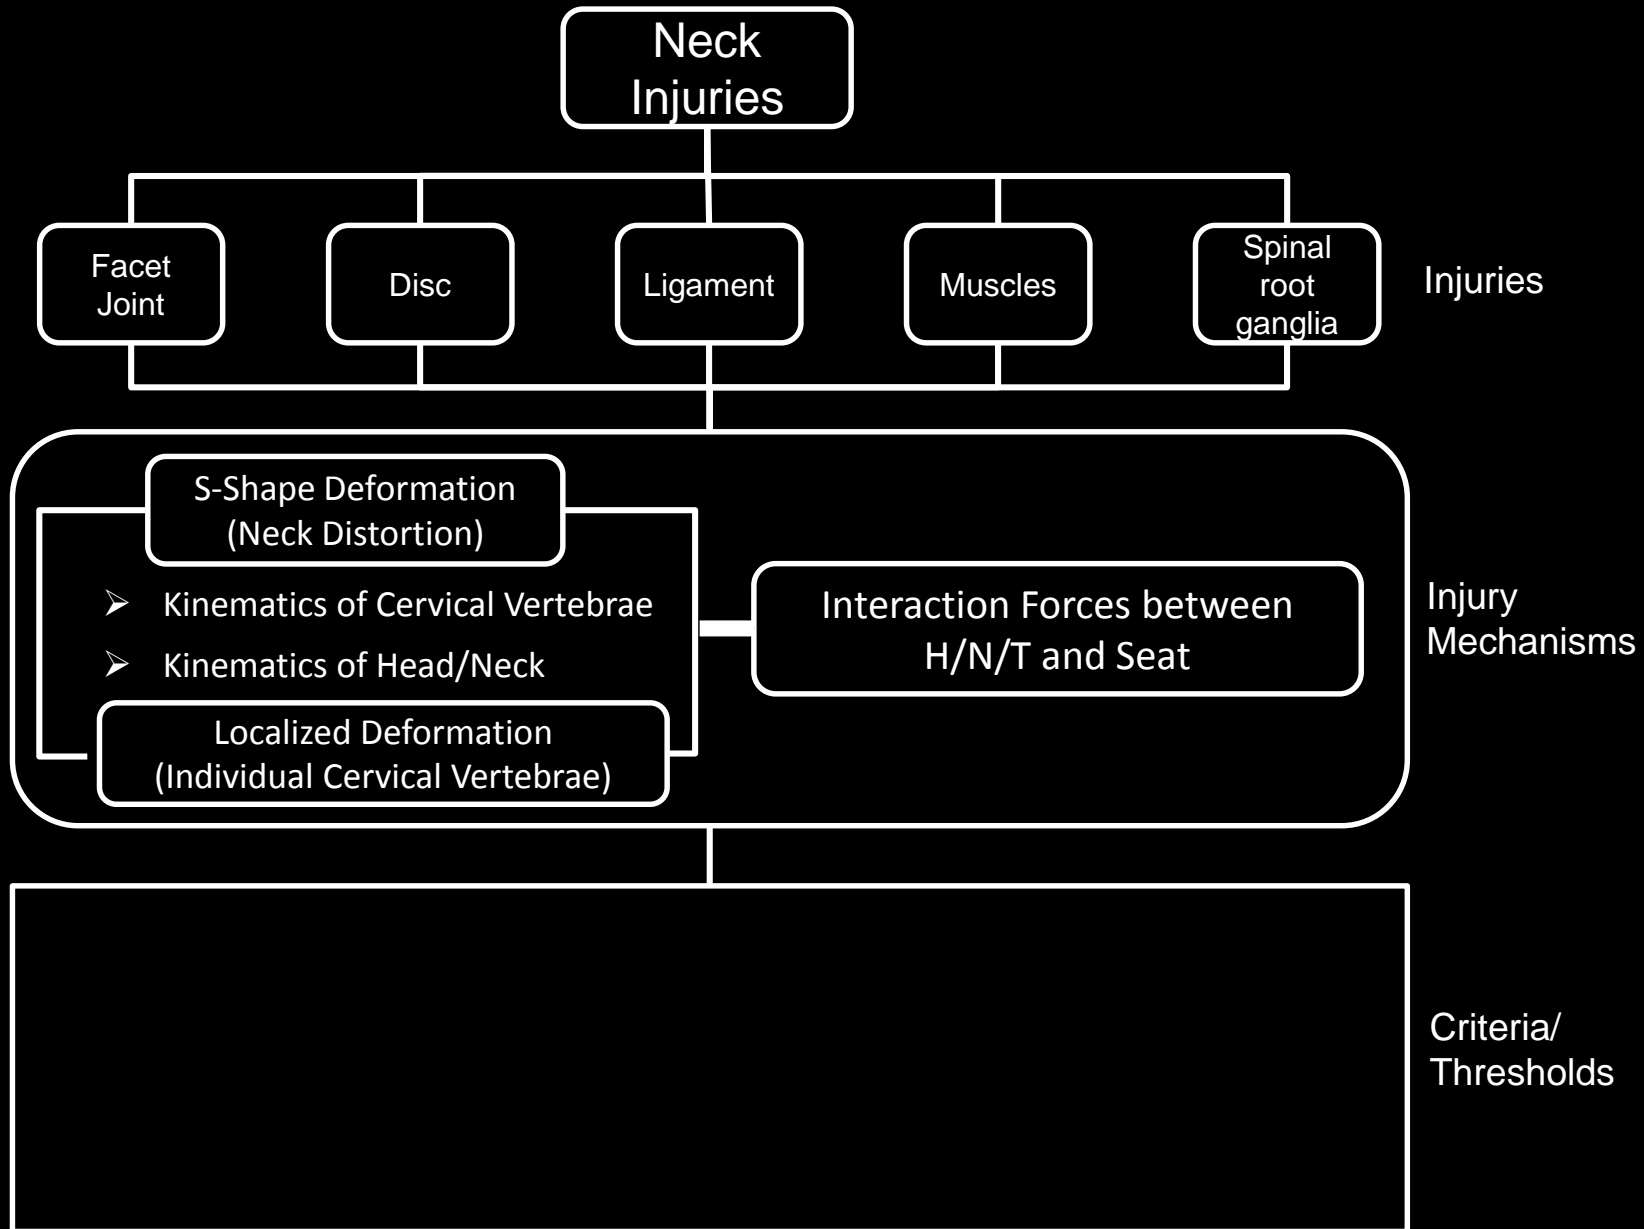 Neck
Injuries
Facet
Joint
Disc
Ligament
Muscles
Spinal
root
ganglia
Injuries
S-Shape Deformation
(Neck Distortion)
➢ Kinematics of Cervical Vertebrae
➢ Kinematics of Head/Neck
Localized Deformation
(Individual Cervical Vertebrae)
Interaction Forces between
H/N/T and Seat
Injury
Mechanisms
Criteria/
Thresholds